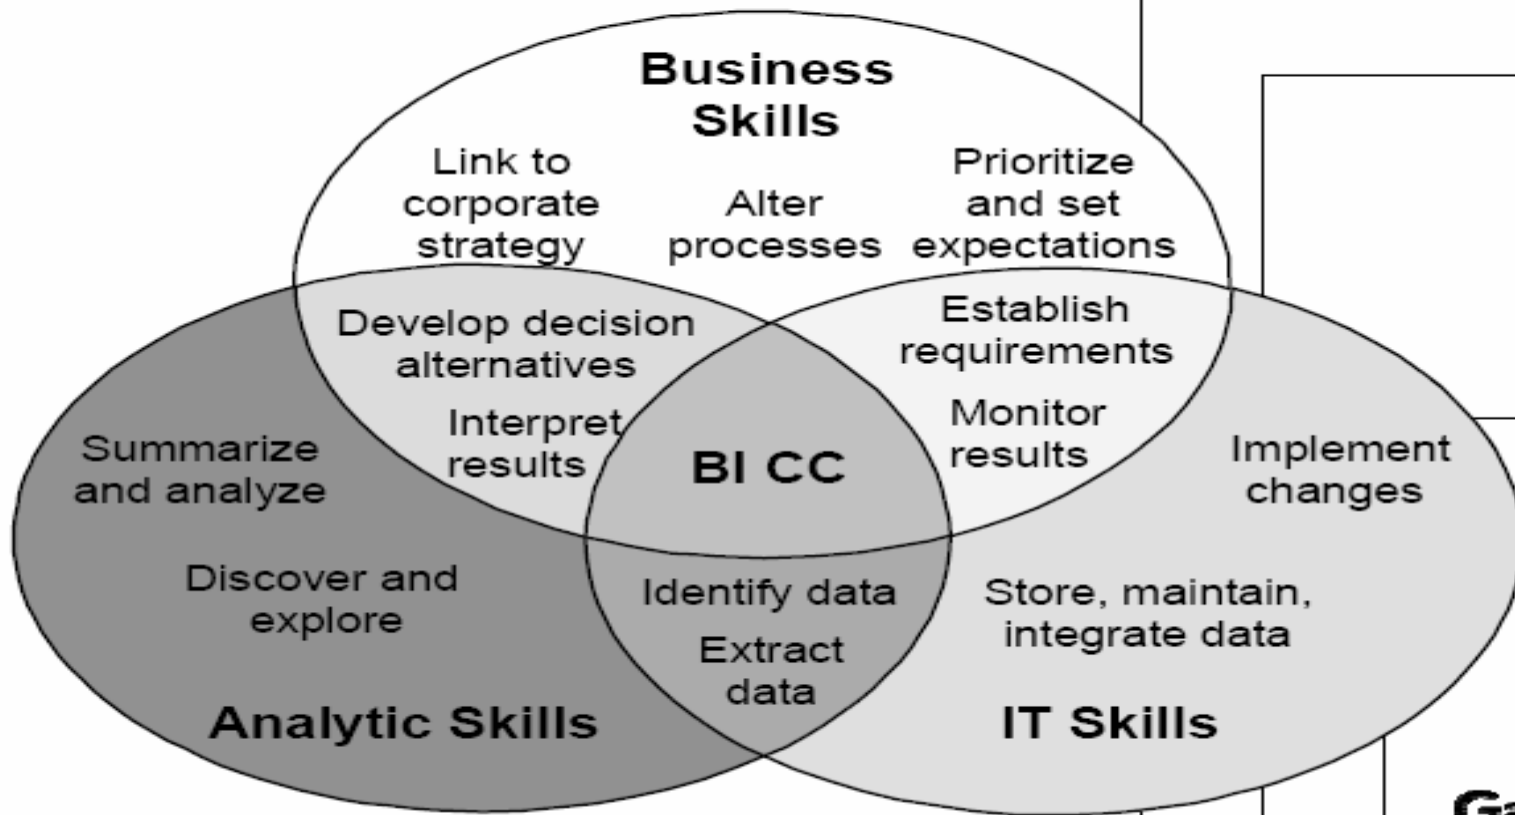 Business
Skills
Link to
corporate
strategy
Alter
processes
Prioritize
and set
expectations
Develop decision
alternatives
Interpret
results
Establish
requirements
Monitor
results
BI CC
Summarize
and analyze
Discover and
explore
Analytic Skills
Identify data
Extract
data
Implement
changes
Store, maintain,
integrate data
IT Skills